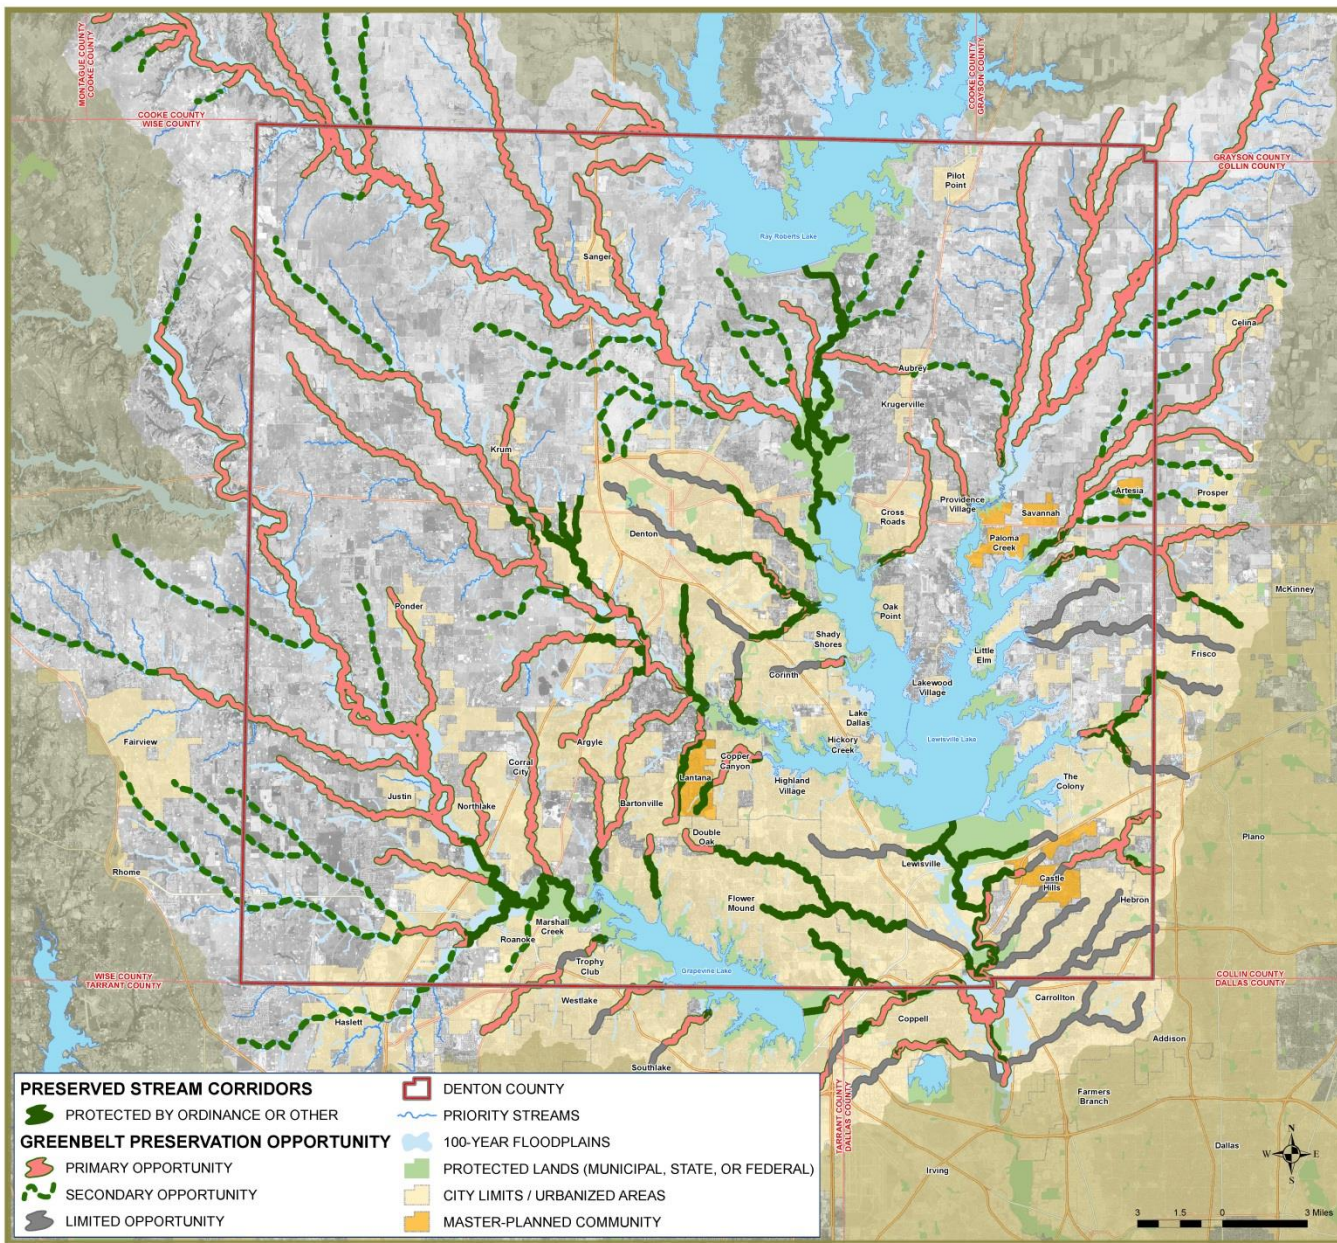 MONTAGUE COUNTY
COOKE COUNTY
COOKE COUNTY
WISE COUNTY
COOKE COUNTY
GRAYSON COUNTY
GRAYSON COUNTY
COLLIN COUNTY
Pilot
Point
Ray Roberts Lake
Sanger
Celina
Aubrey
Krugerville
Krum
Artesia
Prosper
Providence
Village
Savannah
Cross
Roads
Denton
Paloma
Creek
McKinney
Ponder
Oak
Point
Shady
Shores
Little
Elm
Frisco
Corinth
Lakewood
Village
Lake
Dallas
Fairview
Argyle
Hickory
Creek
Lewisville Lake
Corral
City
Copper
Canyon
Lantana
Highland
Village
The
Colony
Justin
Northlake
Bartonville
Double
Oak
Plano
Rhome
Lewisville
Castle
Hills
Flower
Mound
Hebron
Marshall
Creek
Roanoke
Trophy
Club
Grapevine Lake
WISE COUNTY
TARRANT COUNTY
COLLIN COUNTY
DALLAS COUNTY
Westlake
Carrollton
Haslett
Coppell
Addison
Southlake
Farmers
Branch
TARRANT COUNTY
DALLAS COUNTY
Dallas
Irving
PRESERVED STREAM CORRIDORS
PROTECTED BY ORDINANCE OR OTHER
GREENBELT PRESERVATION OPPORTUNITY
PRIMARY OPPORTUNITY
SECONDARY OPPORTUNITY
LIMITED OPPORTUNITY
DENTON COUNTY
PRIORITY STREAMS
100-YEAR FLOODPLAINS
PROTECTED LANDS (MUNICIPAL, STATE, OR FEDERAL)
CITY LIMITS / URBANIZED AREAS
MASTER-PLANNED COMMUNITY
N
W E
S
3 1.5 0 3 Miles